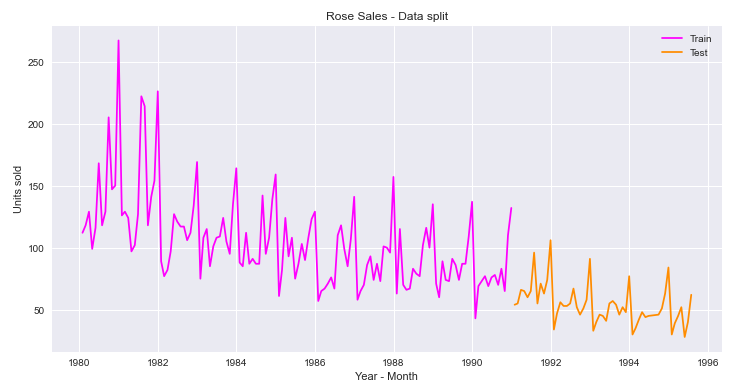 Rose Sales - Data split
Train
Test
Units sold
250
200
150
100
50
1980
1982
1984
1986
1988
1990
1992
1994
1996
Year - Month